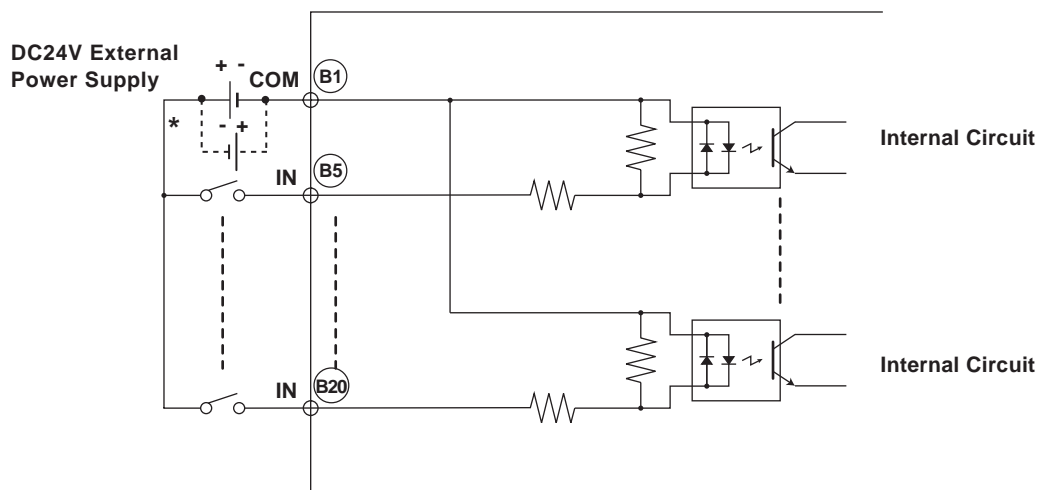 DC24V External
Power Supply
+ -
COM
B1
*
- +
IN
B5
Internal Circuit
IN
B20
Internal Circuit